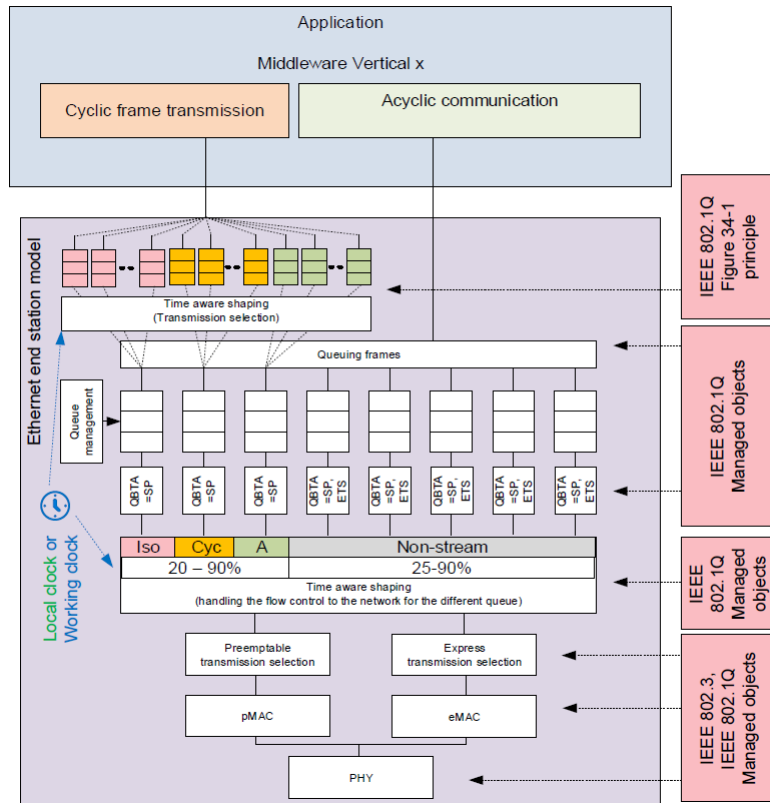 Application
Middleware Vertical x
Cyclic frame transmission
Acyclic communication
IEEE 802.1Q
Figure 34-1
principle
Ethernet end station model
Time aware shaping
(Transmission selection)
Queuing frames
Queue
management
IEEE 802.1Q
Managed objects
QBTA
=SP
QBTA
=SP
QBTA
=SP
QBTA
=SP,
ETS
QBTA
=SP,
ETS
QBTA
=SP,
ETS
QBTA
=SP,
ETS
QBTA
=SP,
ETS
Local clock or
Working clock
Iso
Cyc
A
Non-stream
20 – 90%
25-90%
Time aware shaping
(handling the flow control to the network for the different queue)
IEEE
802.1Q
Managed
objects
Preemptable
transmission selection
Express
transmission selection
pMAC
eMAC
PHY
IEEE 802.3,
IEEE 802.1Q
Managed objects